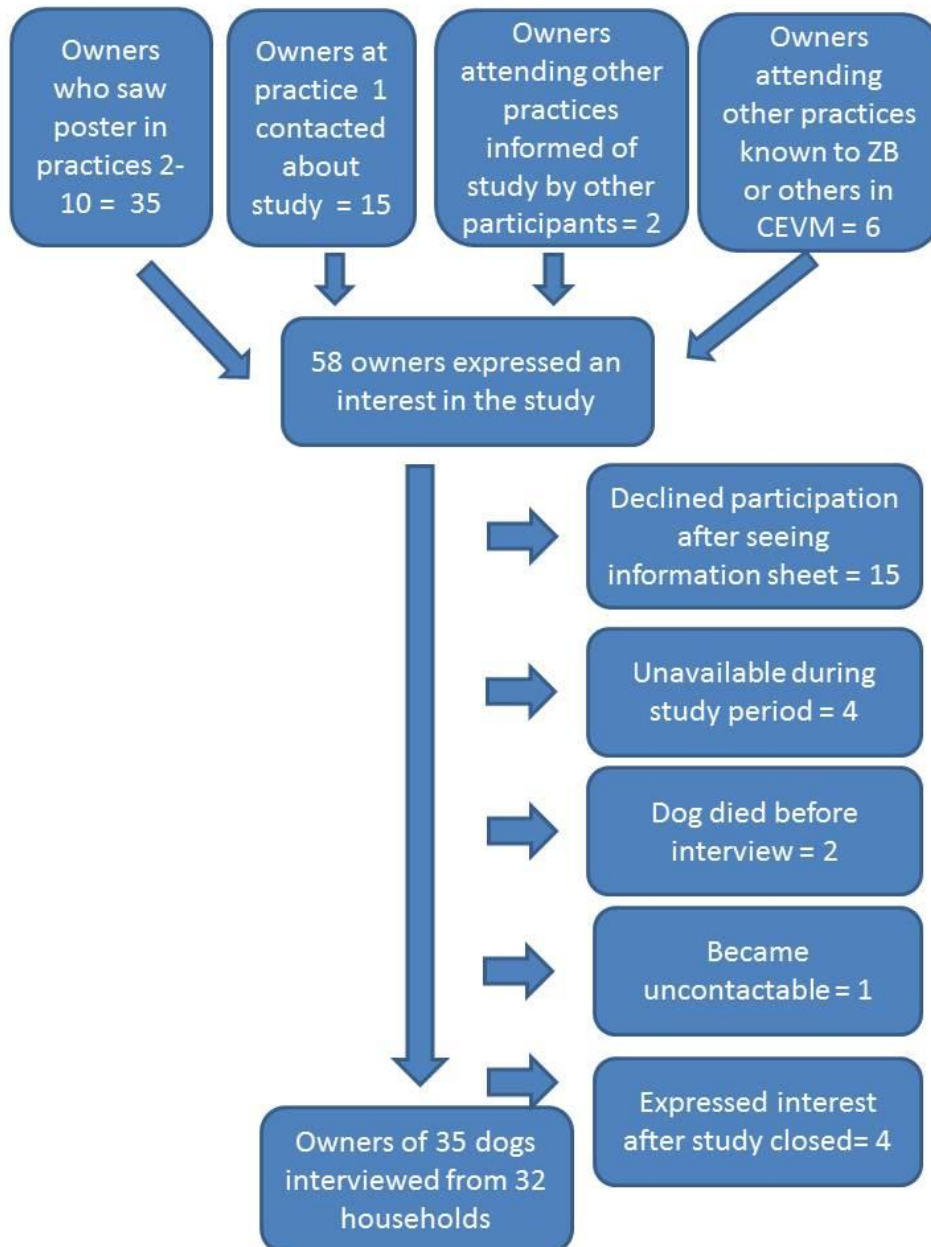 Owners
who saw
poster in
practices 2-
10 = 35
Owners at
practice 1
contacted
about
study = 15
Owners
attending other
practices
informed of
study by other
participants = 2
Owners
attending
other practices
known to ZB
or others in
CEVM = 6
58 owners expressed an
interest in the study
Declined participation
after seeing
information sheet = 15
Unavailable during
study period = 4
Dog died before
interview = 2
Became
uncontactable = 1
Expressed interest
after study closed= 4
Owners of 35 dogs
interviewed from 32
households